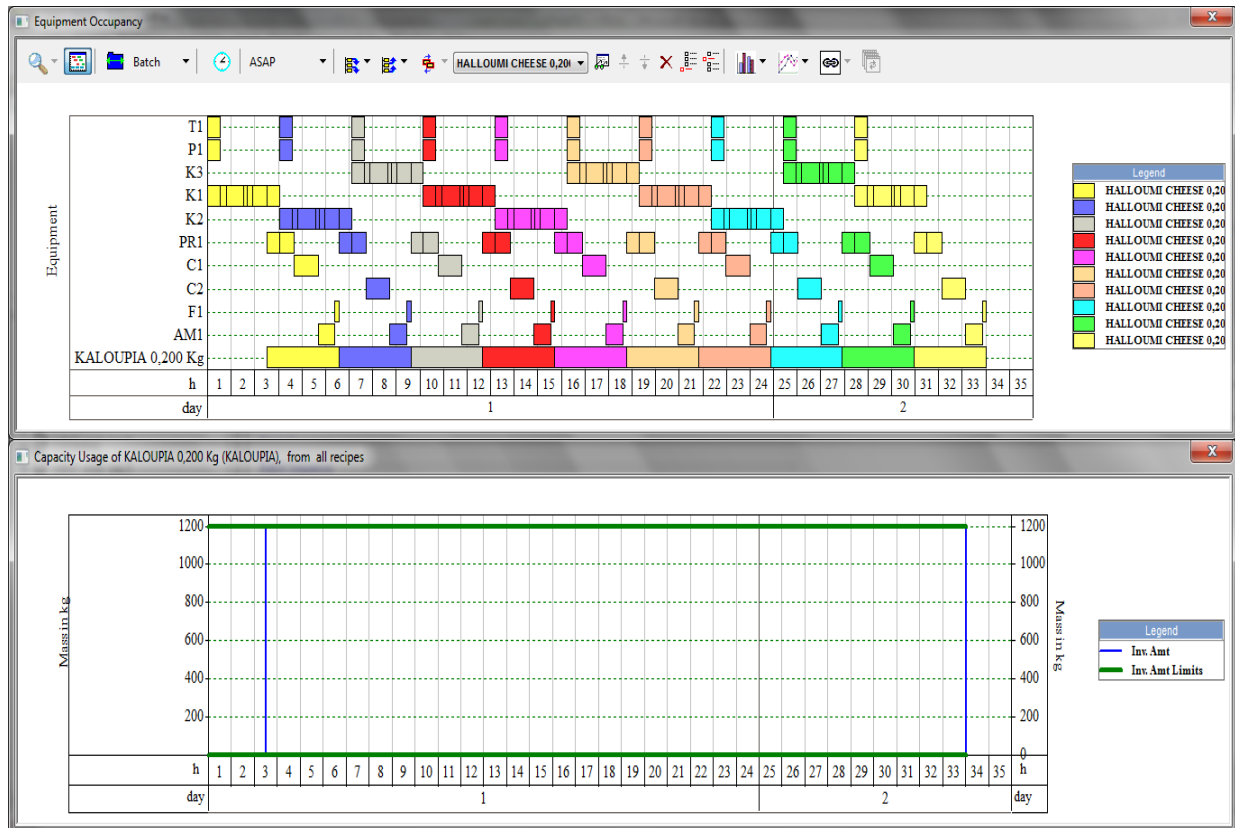 Equipment Occupancy
X
Batch ASAP HALLOUMI CHEESE 0,20
Equipment
T1
P1
K3
K1
K2
PR1
C1
C2
F1
AM1
KALOUPIA 0,200 Kg
h 1 2 3 4 5 6 7 8 9 10 11 12 13 14 15 16 17 18 19 20 21 22 23 24 25 26 27 28 29 30 31 32 33 34 35
day 1 2
Legend
HALLOUMI CHEESE 0,20
HALLOUMI CHEESE 0,20
HALLOUMI CHEESE 0,20
HALLOUMI CHEESE 0,20
HALLOUMI CHEESE 0,20
HALLOUMI CHEESE 0,20
HALLOUMI CHEESE 0,20
HALLOUMI CHEESE 0,20
HALLOUMI CHEESE 0,20
HALLOUMI CHEESE 0,20
Capacity Usage of KALOUPIA 0,200 Kg (KALOUPIA), from all recipes
X
Mass in kg
1200 1200
1000 1000
800 800
600 600
400 400
200 200
0
Mass in kg
h 1 2 3 4 5 6 7 8 9 10 11 12 13 14 15 16 17 18 19 20 21 22 23 24 25 26 27 28 29 30 31 32 33 34 35 h
day 1 2 day
Legend
Inv. Amt
Inv. Amt Limits